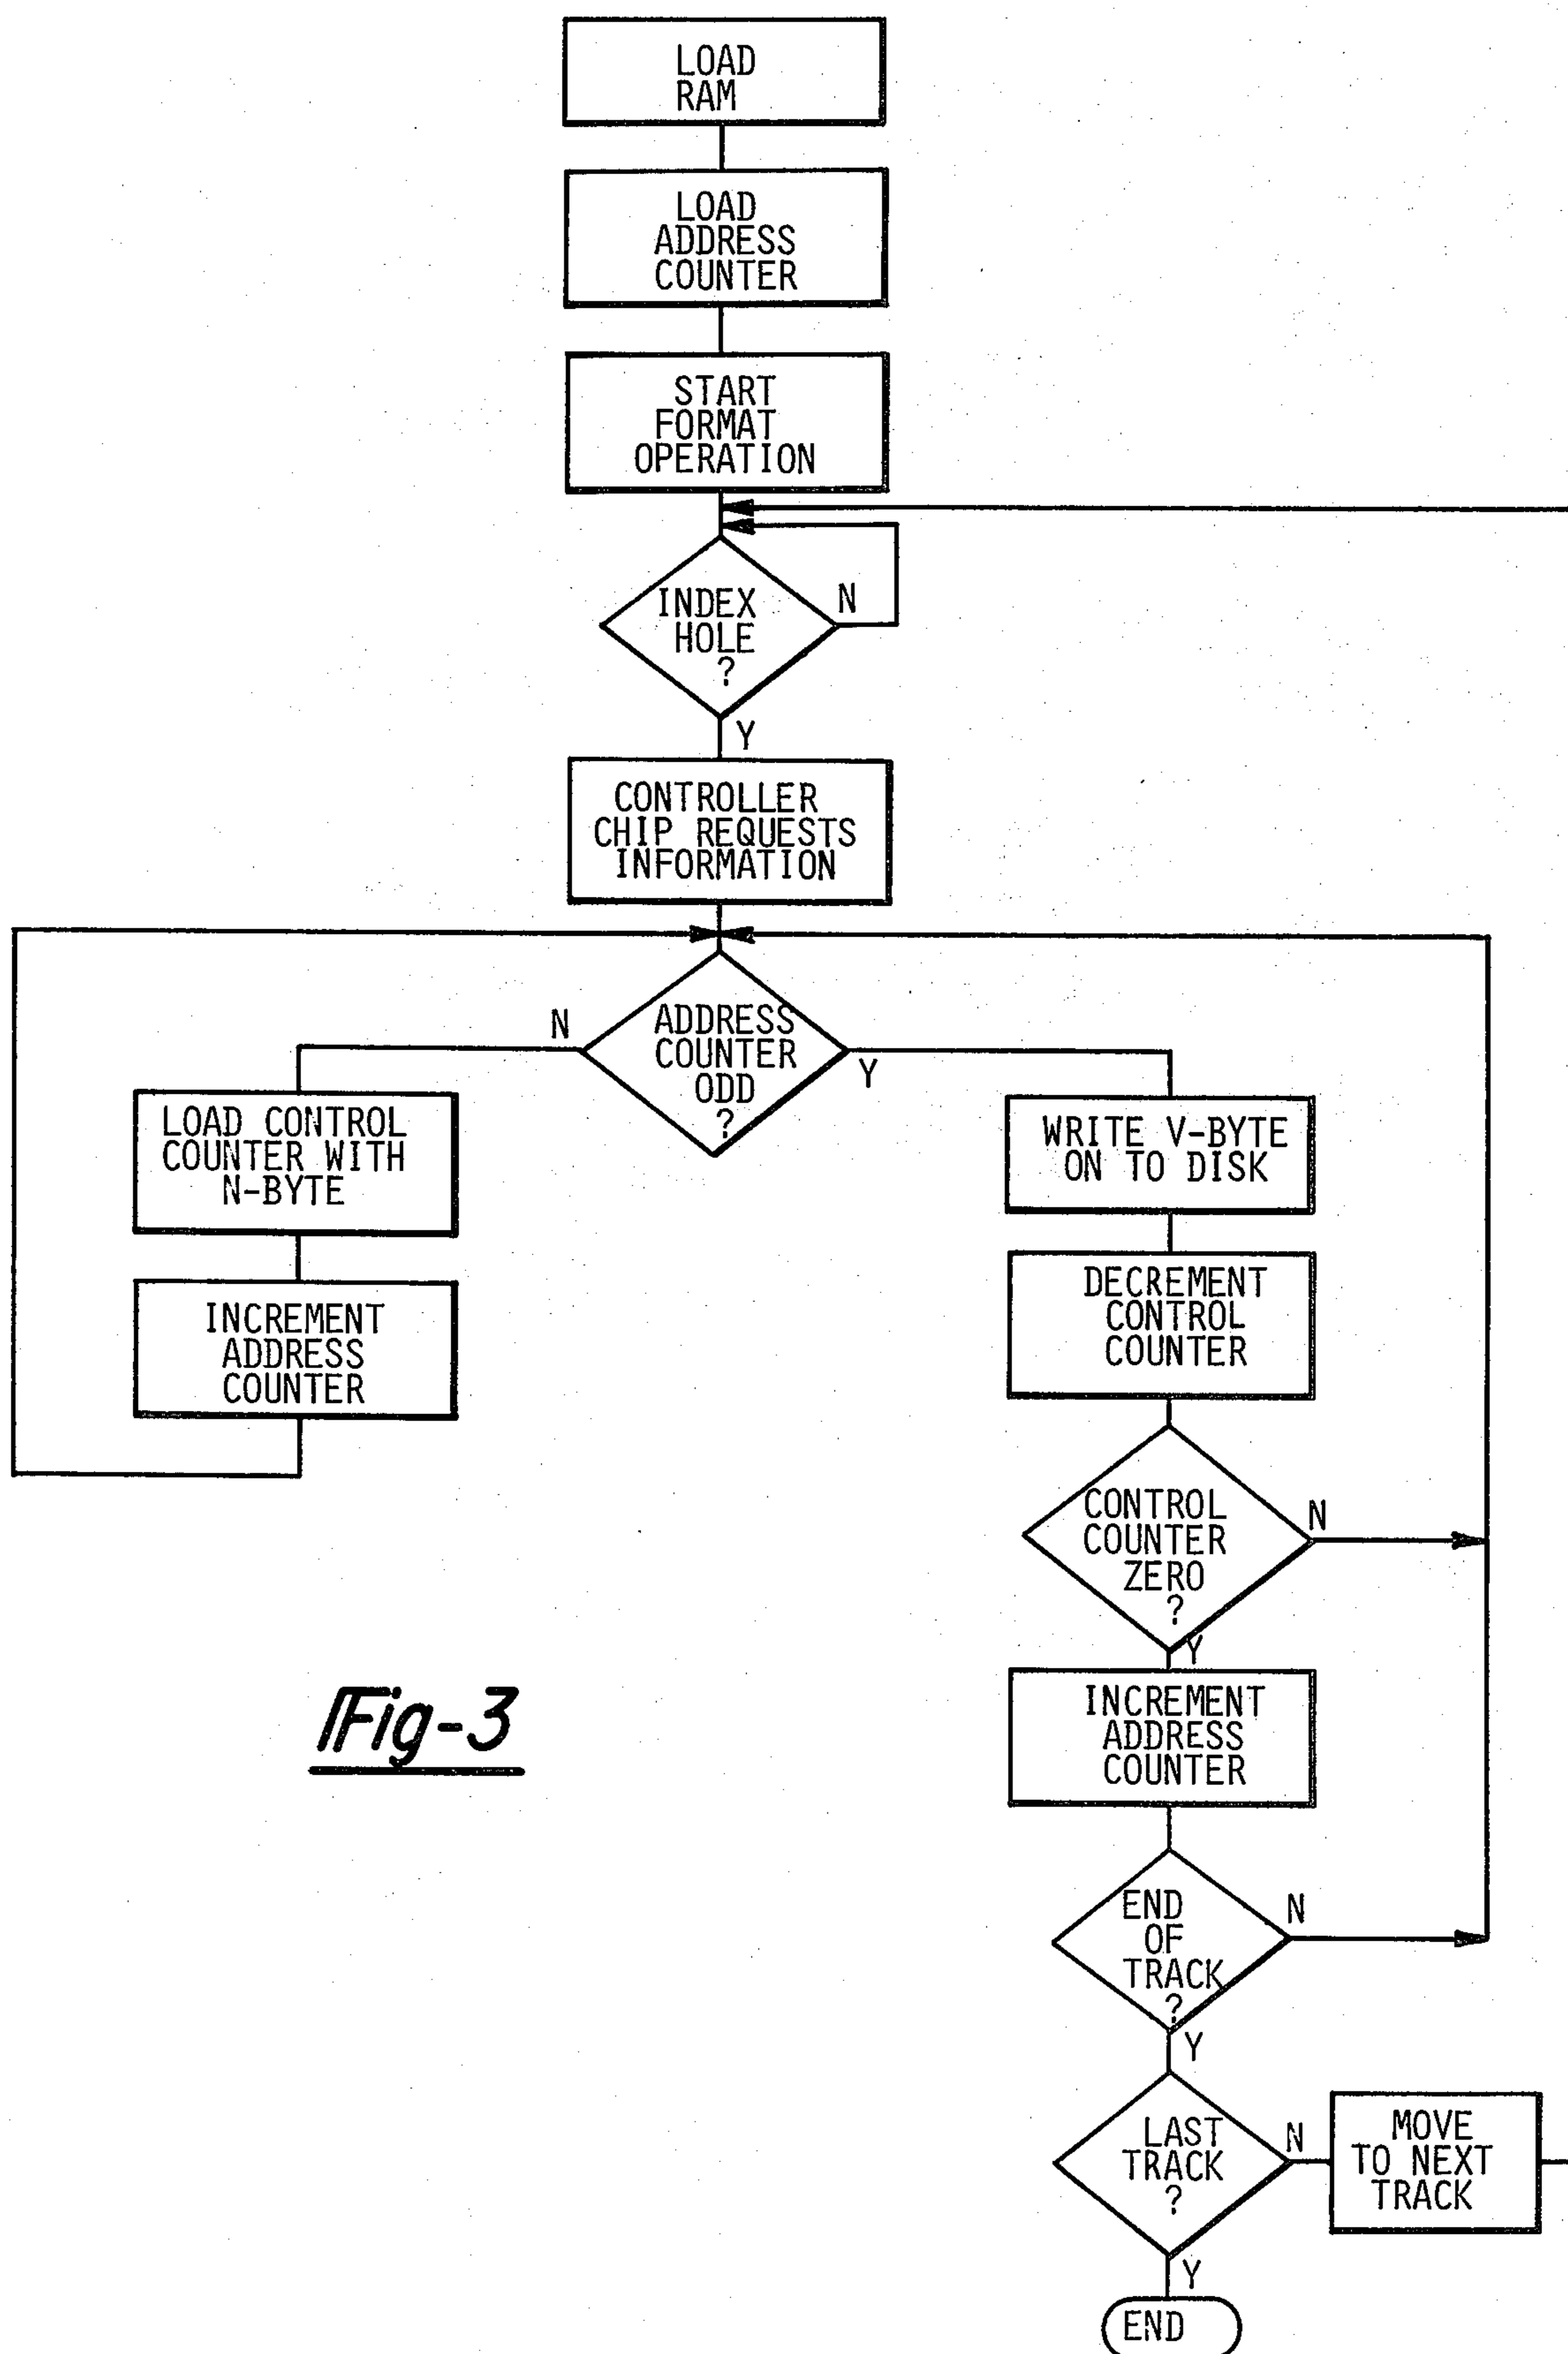 LOAD
RAM
LOAD
ADDRESS
COUNTER
START
FORMAT
OPERATION
INDEX
HOLE
?
N
Y
CONTROLLER
CHIP REQUESTS
INFORMATION
ADDRESS
COUNTER
ODD
?
N
Y
LOAD CONTROL
COUNTER WITH
N-BYTE
INCREMENT
ADDRESS
COUNTER
WRITE V-BYTE
ON TO DISK
DECREMENT
CONTROL
COUNTER
CONTROL
COUNTER
ZERO
?
N
Y
INCREMENT
ADDRESS
COUNTER
END
OF
TRACK
?
N
Y
LAST
TRACK
?
N
MOVE
TO NEXT
TRACK
Y
END
Fig-3